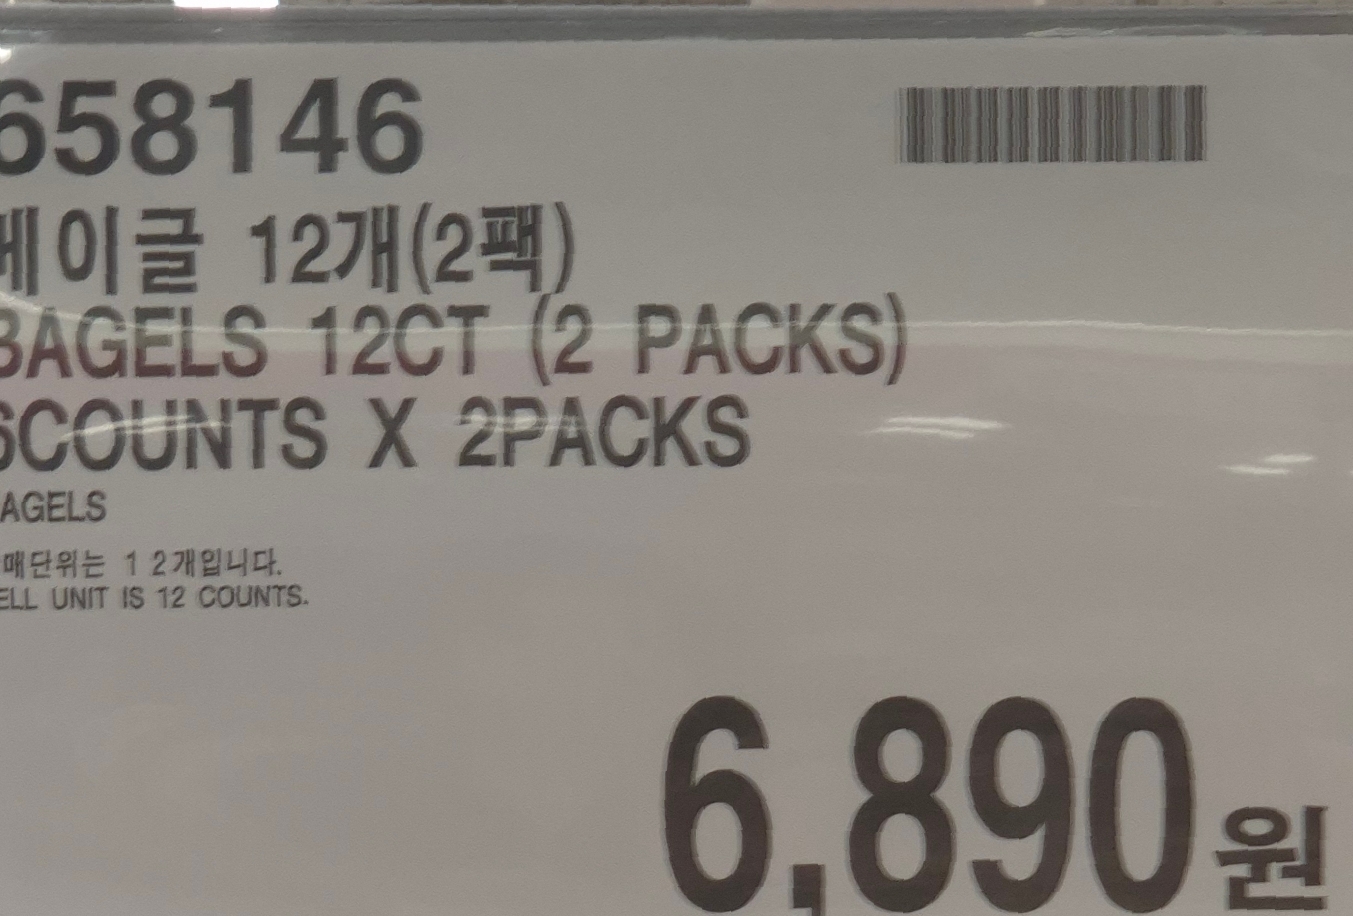 658146
베이글 12개(2팩)
BAGELS 12CT (2 PACKS)
6COUNTS X 2PACKS
AGELS
매단위는 1 2개입니다.
ELL UNIT IS 12 COUNTS.
6,890원